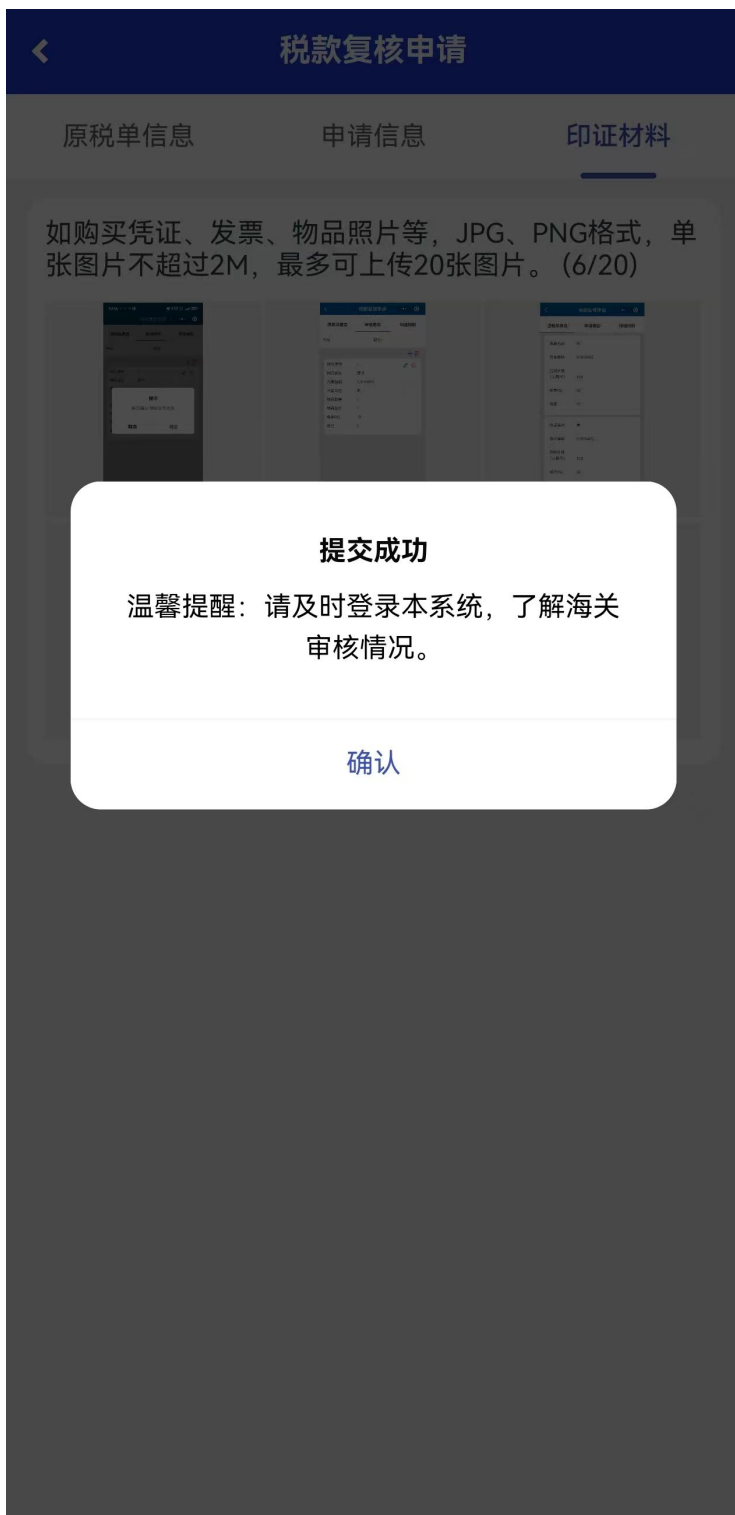 税款复核申请
原税单信息
申请信息
印证材料
如购买凭证、发票、物品照片等，JPG、PNG格式，单
张图片不超过2M，最多可上传20张图片。(6/20)
提交成功
温馨提醒：请及时登录本系统，了解海关
审核情况。
确认